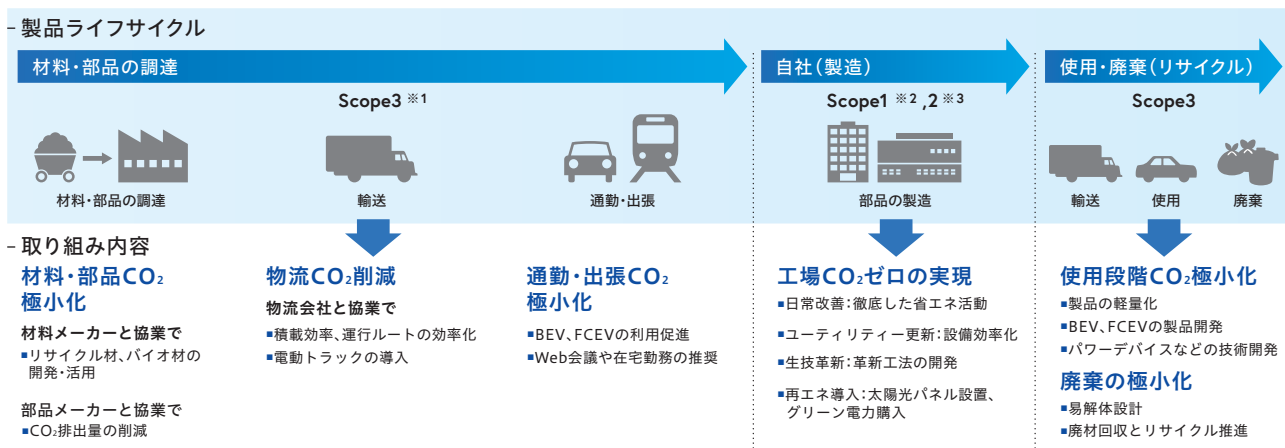 製品ライフサイクル
材料・部品の調達
自社(製造)
使用・廃棄(リサイクル)
Scope3 ※1
Scope1 ※2 ,2 ※3
Scope3
材料・部品の調達
輸送
通勤・出張
部品の製造
輸送
使用
廃棄
取り組み内容
材料・部品CO₂
極小化
材料メーカーと協業で
■リサイクル材、バイオ材の
開発・活用
部品メーカーと協業で
■CO₂排出量の削減
物流CO₂削減
物流会社と協業で
■積載効率、運行ルートの効率化
■電動トラックの導入
通勤・出張CO₂
極小化
■BEV、FCEVの利用促進
■Web会議や在宅勤務の推奨
工場CO₂ゼロの実現
■日常改善:徹底した省エネ活動
■ユーティリティー更新:設備効率化
■生技革新:革新工法の開発
■再エネ導入:太陽光パネル設置、
グリーン電力購入
使用段階CO₂極小化
■製品の軽量化
■BEV、FCEVの製品開発
■パワーデバイスなどの技術開発
廃棄の極小化
■易解体設計
■廃材回収とリサイクル推進